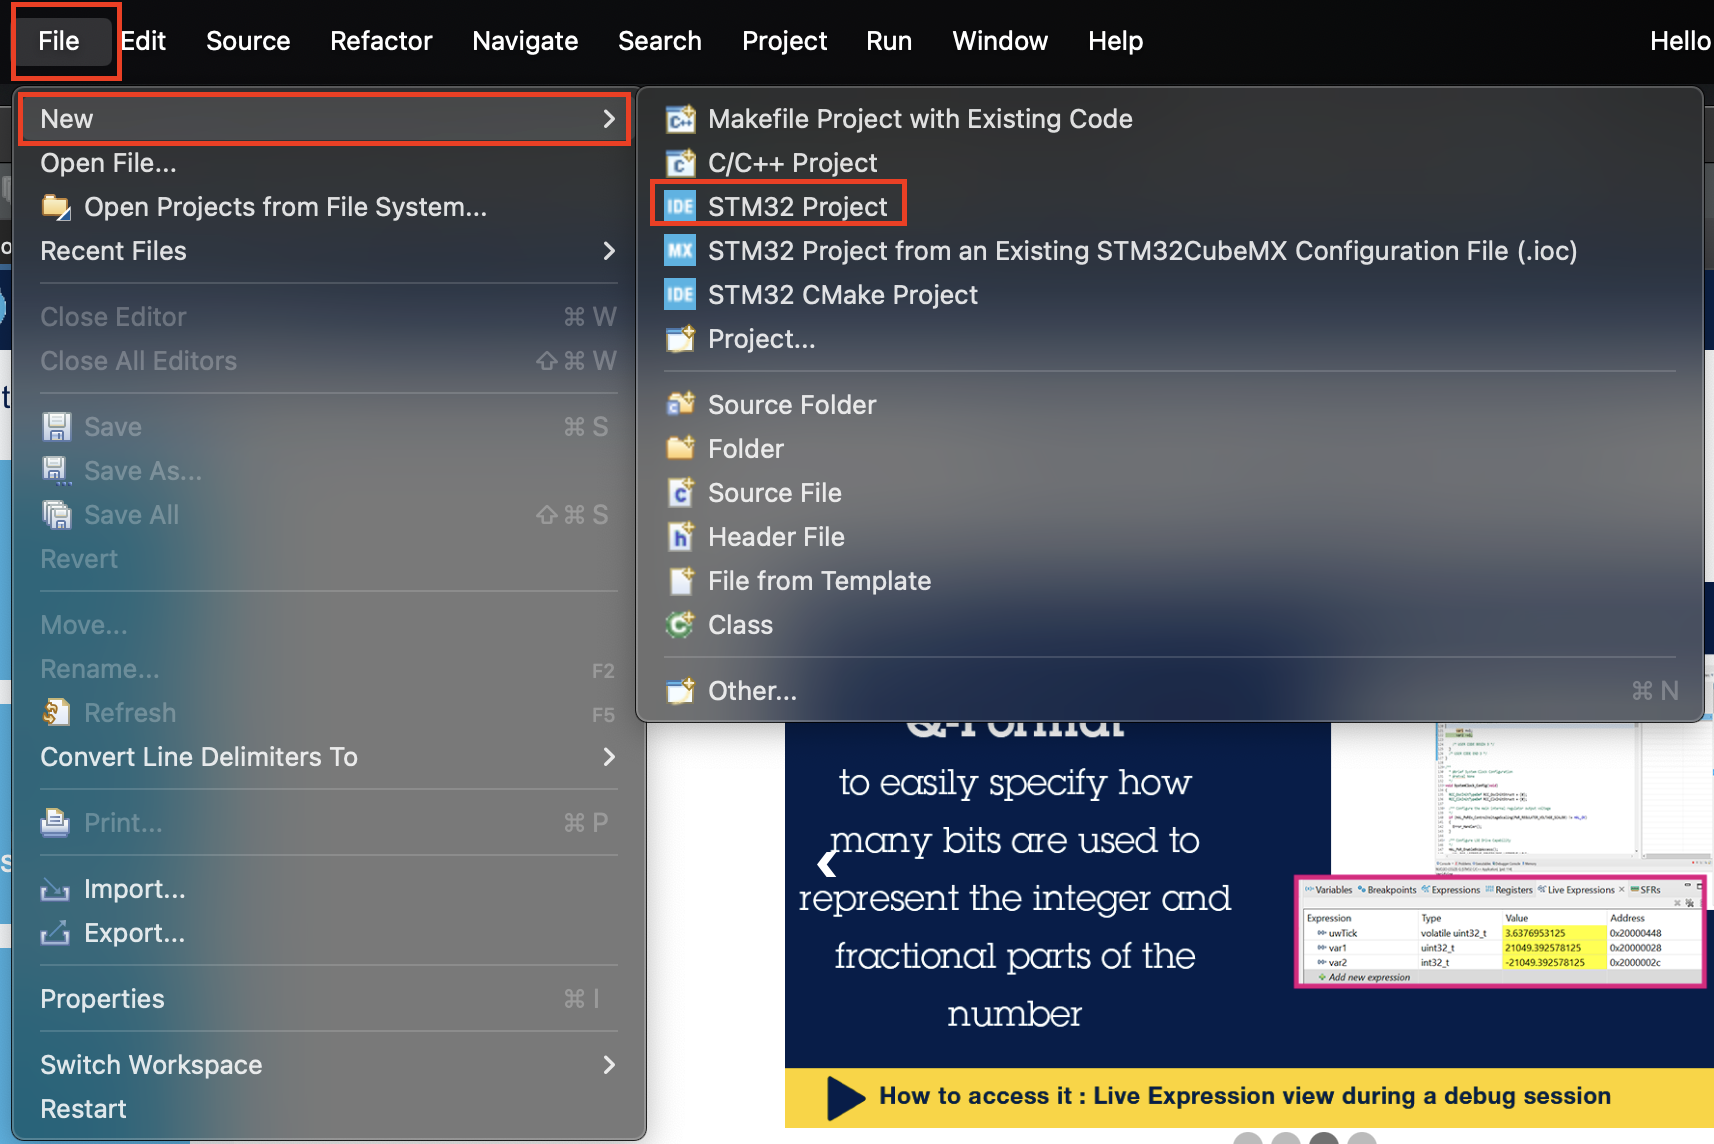 File Edit Source Refactor Navigate Search Project Run Window Help Hello
New
Open File...
Open Projects from File System...
Recent Files
Close Editor ⌘ W
Close All Editors ⇧ ⌘ W
Save ⌘ S
Save As...
Save All ⇧ ⌘ S
Revert
Move...
Rename... F2
Refresh F5
Convert Line Delimiters To
Print... ⌘ P
Import...
Export...
Properties ⌘ I
Switch Workspace
Restart
Makefile Project with Existing Code
C/C++ Project
IDE STM32 Project
MX STM32 Project from an Existing STM32CubeMX Configuration File (.ioc)
IDE STM32 CMake Project
Project...
Source Folder
Folder
Source File
Header File
File from Template
Class
Other... ⌘ N
Q-Format
to easily specify how
many bits are used to
represent the integer and
fractional parts of the
number
Variables Breakpoints Expressions Registers Live Expressions SFRs
Expression Type Value Address
uwTick volatile uint32_t 3.6376953125 0x20000448
var1 uint32_t 21049.392578125 0x20000028
var2 int32_t -21049.392578125 0x2000002c
Add new expression
How to access it : Live Expression view during a debug session